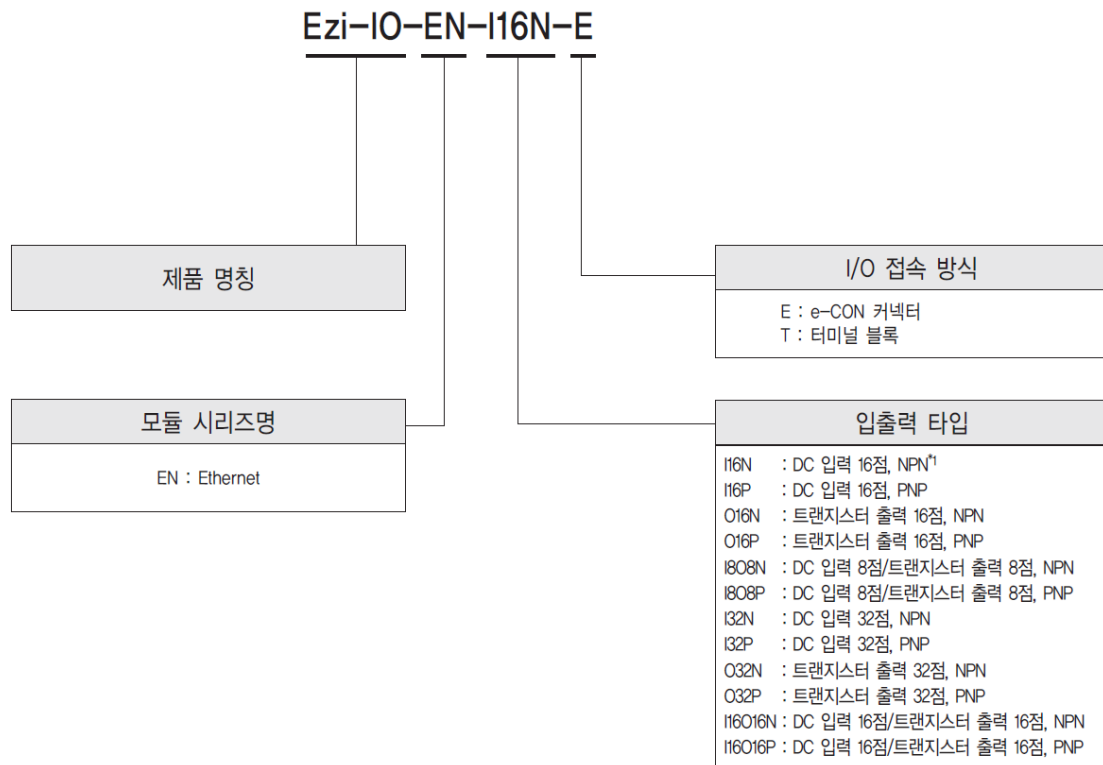 Ezi-IO-EN-I16N-E
제품 명칭
모듈 시리즈명
EN : Ethernet
I/O 접속 방식
E : e-CON 커넥터
T : 터미널 블록
입출력 타입
I16N : DC 입력 16점, NPN*1
I16P : DC 입력 16점, PNP
O16N : 트랜지스터 출력 16점, NPN
O16P : 트랜지스터 출력 16점, PNP
I8O8N : DC 입력 8점/트랜지스터 출력 8점, NPN
I8O8P : DC 입력 8점/트랜지스터 출력 8점, PNP
I32N : DC 입력 32점, NPN
I32P : DC 입력 32점, PNP
O32N : 트랜지스터 출력 32점, NPN
O32P : 트랜지스터 출력 32점, PNP
I16O16N : DC 입력 16점/트랜지스터 출력 16점, NPN
I16O16P : DC 입력 16점/트랜지스터 출력 16점, PNP